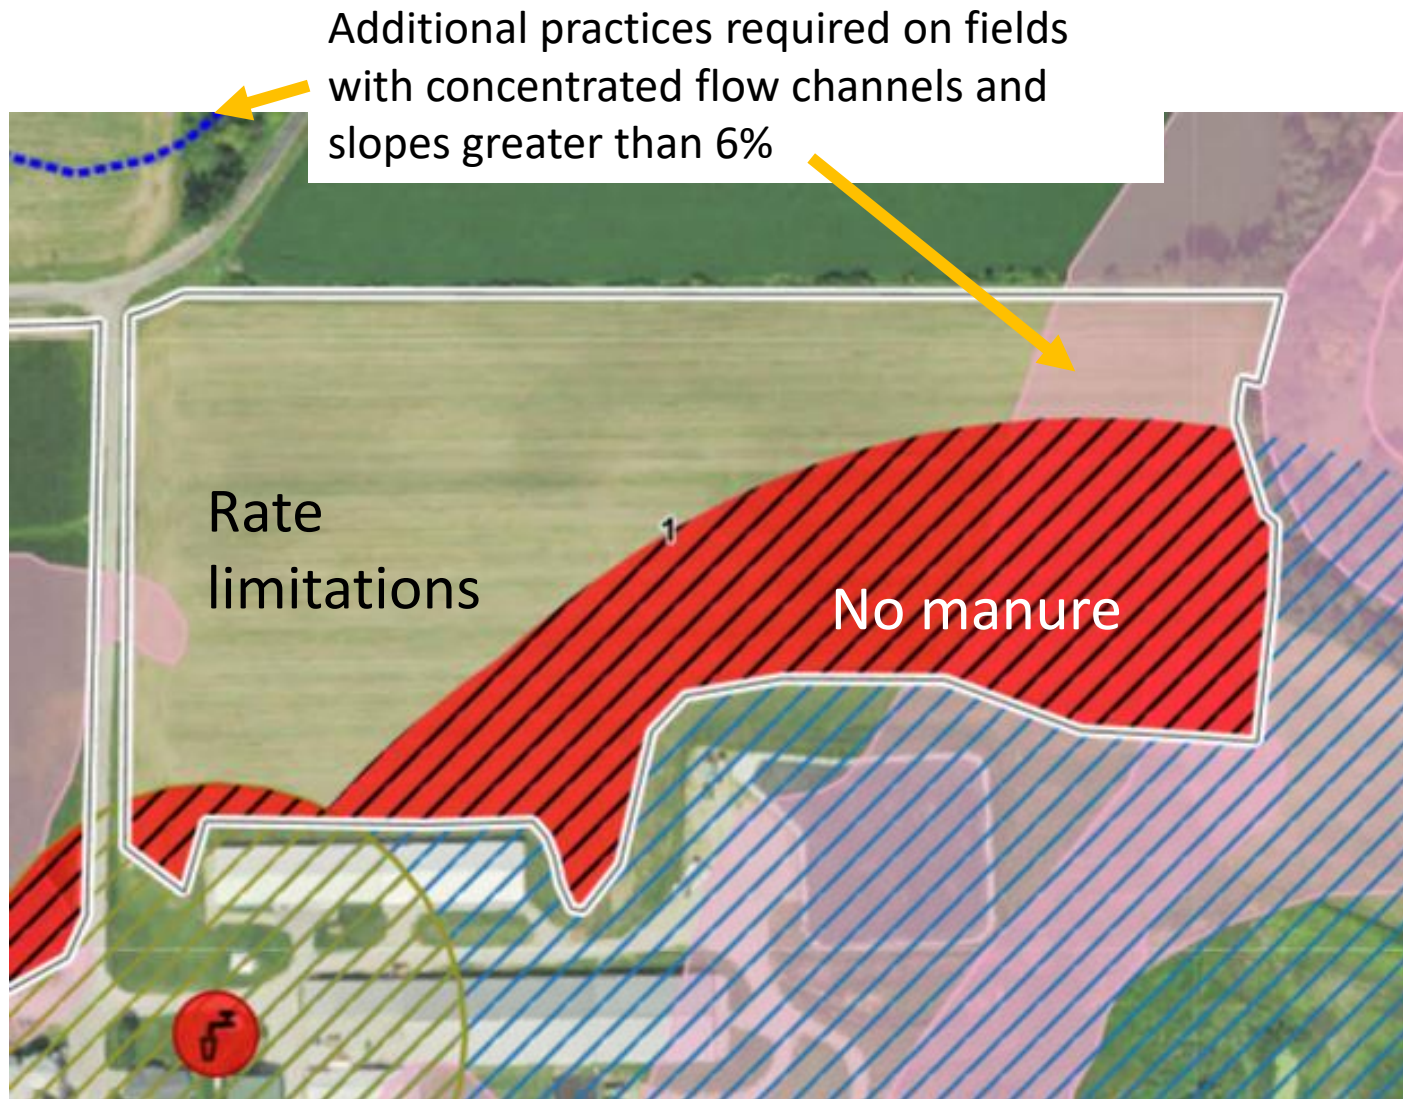 Additional practices required on fields
with concentrated flow channels and
slopes greater than 6%
1
Rate
limitations
No manure